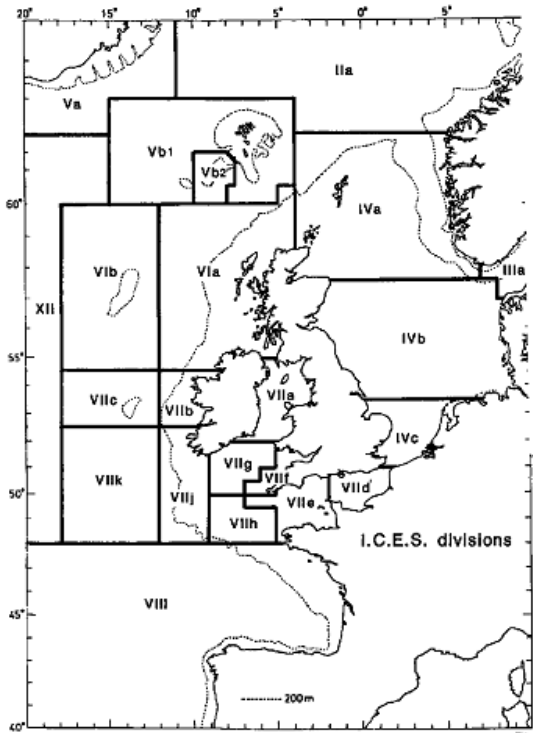 20° 15° 10° 5° 0° 5°
IIa
Va
Vb1
Vb2
60°
IVa
VIb
VIa
IIIa
XII
IVb
55°
VIIc
VIIb
VIIa
IVc
VIIg
VIIk
VIIf
50°
VIIj
VIIe
VIId
VIIh
I.C.E.S. divisions
VIII
45°
200m
40°